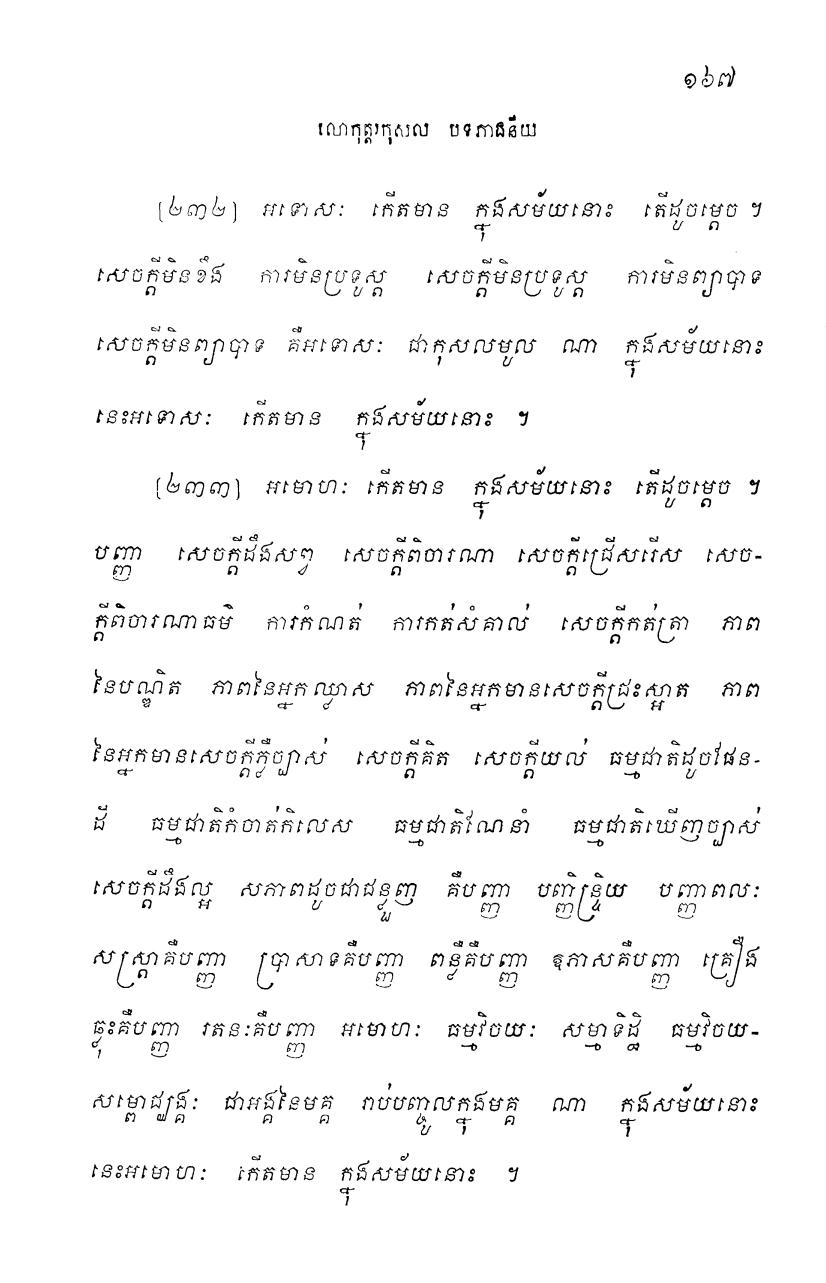 ១៦៧
លោកុត្តរកុសល បទភាជនីយ
[២៣២] អទោសៈ កើតមាន ក្នុងសម័យនោះ តើដូចម្តេច ។
សេចក្តីមិនខឹង ការមិនប្រទូស្ត សេចក្តីមិនប្រទូស្ត ការមិនព្យាបាទ
សេចក្តីមិនព្យាបាទ គឺអទោសៈ ជាកុសលមូល ណា ក្នុងសម័យនោះ
នេះអទោសៈ កើតមាន ក្នុងសម័យនោះ ។
[២៣៣] អមោហៈ កើតមាន ក្នុងសម័យនោះ តើដូចម្តេច ។
បញ្ញា សេចក្តីដឹងសព្វ សេចក្តីពិចារណា សេចក្តីជ្រើសរើស សេច-
ក្តីពិចារណាធម៌ ការកំណត់ ការកត់សំគាល់ សេចក្តីកត់ត្រា ភាព
នៃបណ្ឌិត ភាពនៃអ្នកឈ្លាស ភាពនៃអ្នកមានសេចក្តីជ្រះស្អាត ភាព
នៃអ្នកមានសេចក្តីភ្លឺច្បាស់ សេចក្តីគិត សេចក្តីយល់ ធម្មជាតិដូចផែន-
ដី ធម្មជាតិកំចាត់កិលេស ធម្មជាតិណែនាំ ធម្មជាតិឃើញច្បាស់
សេចក្តីដឹងល្អ សភាពដូចជាជន្លួញ គឺបញ្ញា បញ្ញិន្ទ្រិយ បញ្ញាពលៈ
សស្ត្រាគឺបញ្ញា ប្រាសាទគឺបញ្ញា ពន្លឺគឺបញ្ញា ឱភាសគឺបញ្ញា គ្រឿង
ធ្លុះគឺបញ្ញា រតនៈគឺបញ្ញា អមោហៈ ធម្មវិចយៈ សម្មាទិដ្ឋិ ធម្មវិចយ-
សម្ពោជ្ឈង្គៈ ជាអង្គនៃមគ្គ រាប់បញ្ចូលក្នុងមគ្គ ណា ក្នុងសម័យនោះ
នេះអមោហៈ កើតមាន ក្នុងសម័យនោះ ។